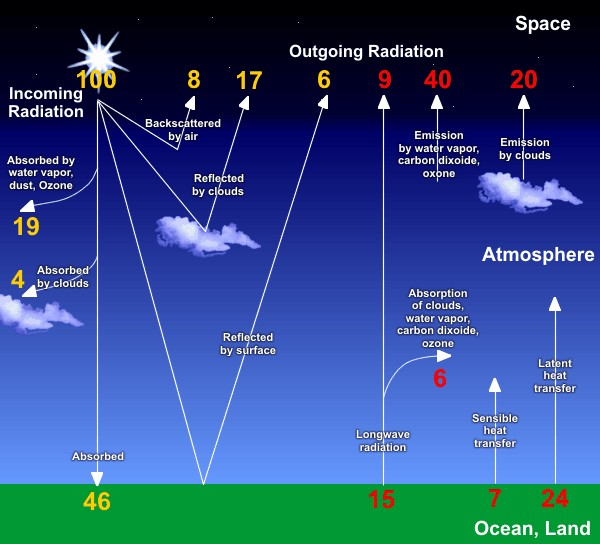 Space
Outgoing Radiation
100
8
17
6
9
40
20
Incoming
Radiation
Backscattered
by air
Emission
by water vapor,
carbon dixoide,
oxone
Emission
by clouds
Absorbed by
water vapor,
dust, Ozone
19
Reflected
by clouds
Atmosphere
4
Absorbed
by clouds
Absorption
of clouds,
water vapor,
carbon dixoide,
ozone
6
Reflected
by surface
Latent
heat
transfer
Sensible
heat
transfer
Longwave
radiation
Absorbed
46
15
7
24
Ocean, Land